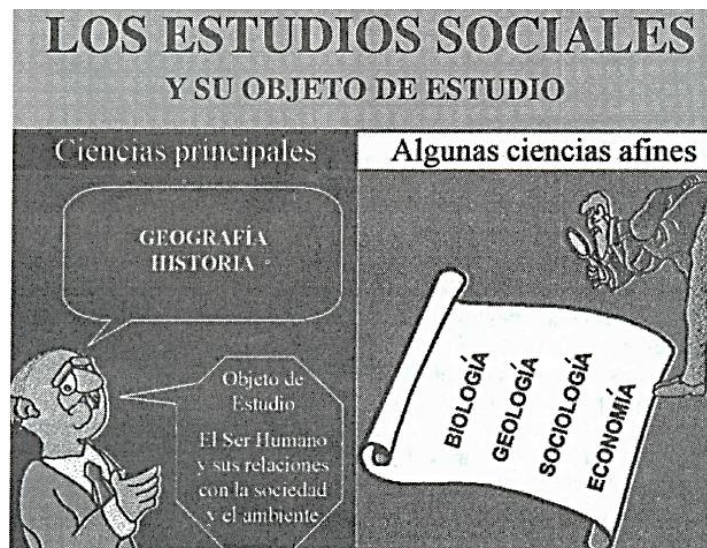 LOS ESTUDIOS SOCIALES
Y SU OBJETO DE ESTUDIO
Ciencias principales
GEOGRAFÍA
HISTORIA
Objeto de
Estudio
El Ser Humano
y sus relaciones
con la sociedad
y el ambiente
Algunas ciencias afines
BIOLOGÍA
GEOLOGÍA
SOCIOLOGÍA
ECONOMÍA